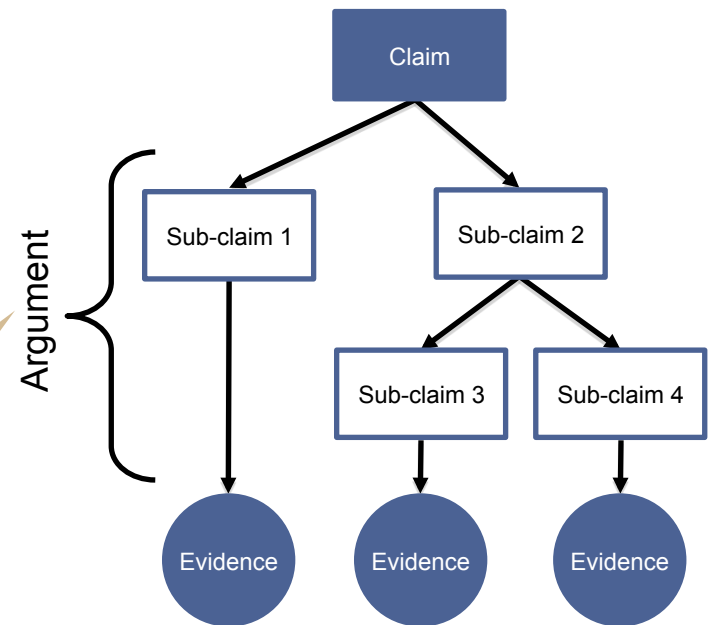 Claim
Argument
Sub-claim 1
Sub-claim 2
Sub-claim 3
Sub-claim 4
Evidence
Evidence
Evidence